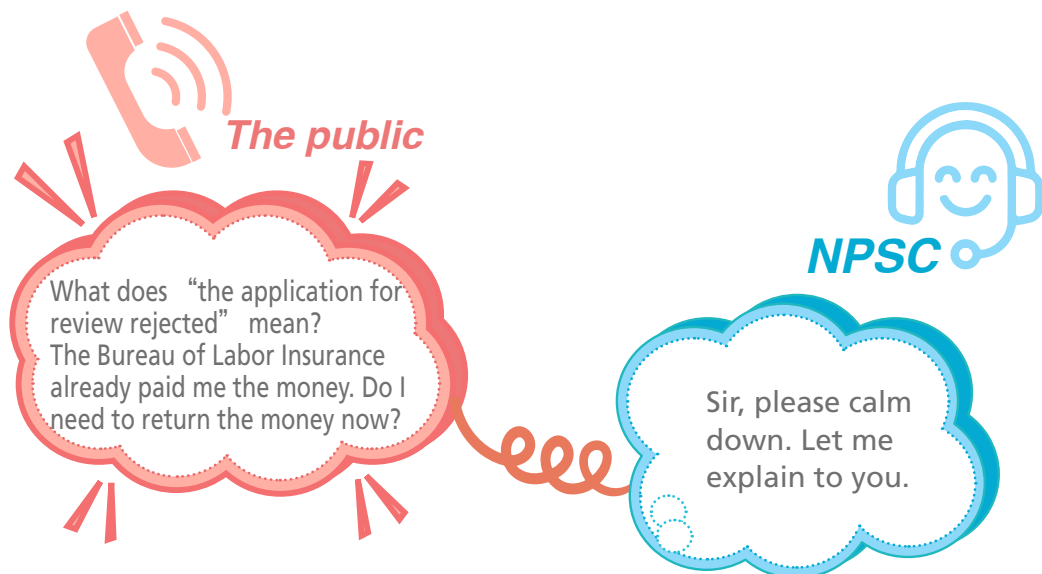 The public
What does “the application for
review rejected” mean?
The Bureau of Labor Insurance
already paid me the money. Do I
need to return the money now?
NPSC
Sir, please calm
down. Let me
explain to you.